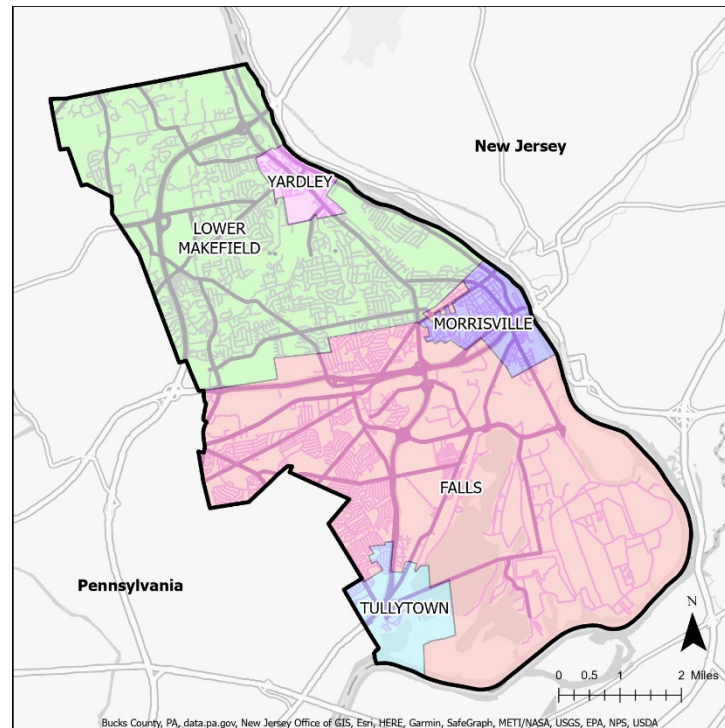 New Jersey
YARDLEY
LOWER
MAKEFIELD
MORRISVILLE
FALLS
Pennsylvania
TULLYTOWN
N
0 0.5 1 2 Miles
Bucks County, PA, data.pa.gov, New Jersey Office of GIS, Esri, HERE, Garmin, SafeGraph, METI/NASA, USGS, EPA, NPS, USDA